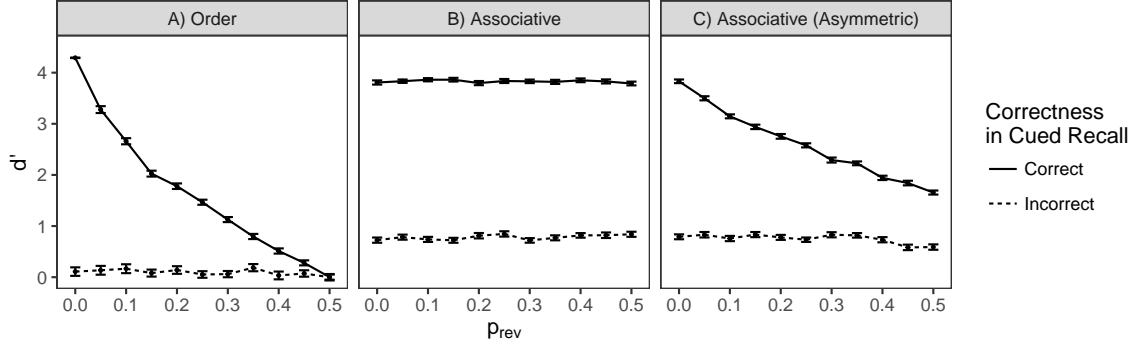 A) Order
B) Associative
C) Associative (Asymmetric)
4
3
2
1
0
d'
0.0 0.1 0.2 0.3 0.4 0.5
0.0 0.1 0.2 0.3 0.4 0.5
0.0 0.1 0.2 0.3 0.4 0.5
p_rev
Correctness
in Cued Recall
Correct
Incorrect